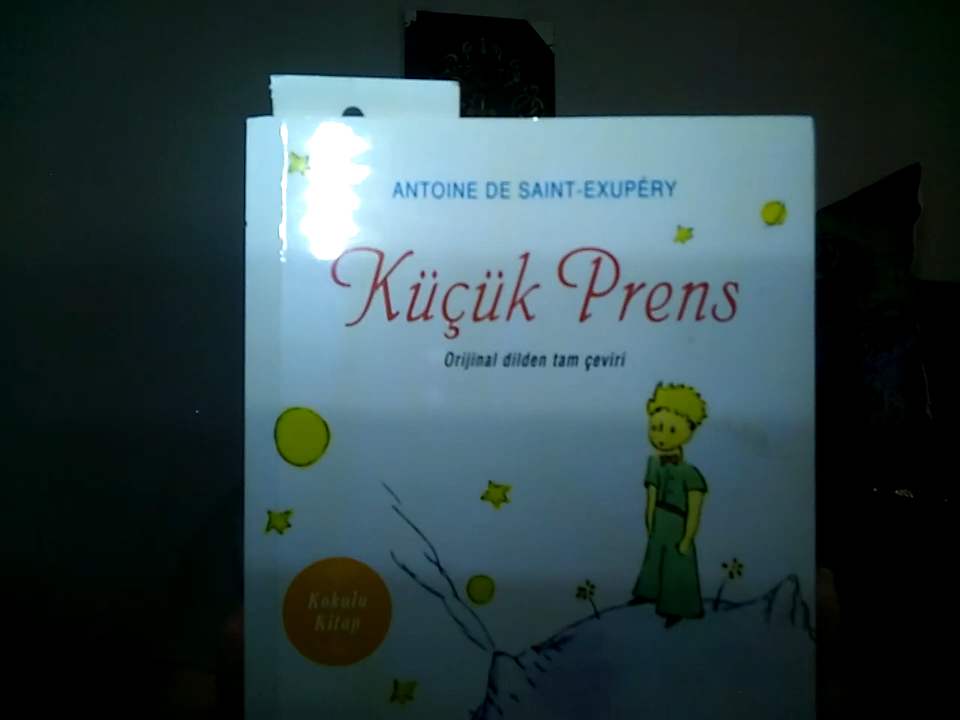 ANTOINE DE SAINT-EXUPÉRY
Küçük Prens
Orijinal dilden tam çeviri
Kokulu
Kitap